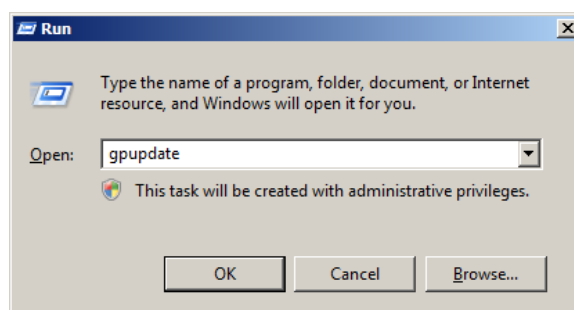 Run
Type the name of a program, folder, document, or Internet
resource, and Windows will open it for you.
Open: gpupdate
This task will be created with administrative privileges.
OK Cancel Browse...